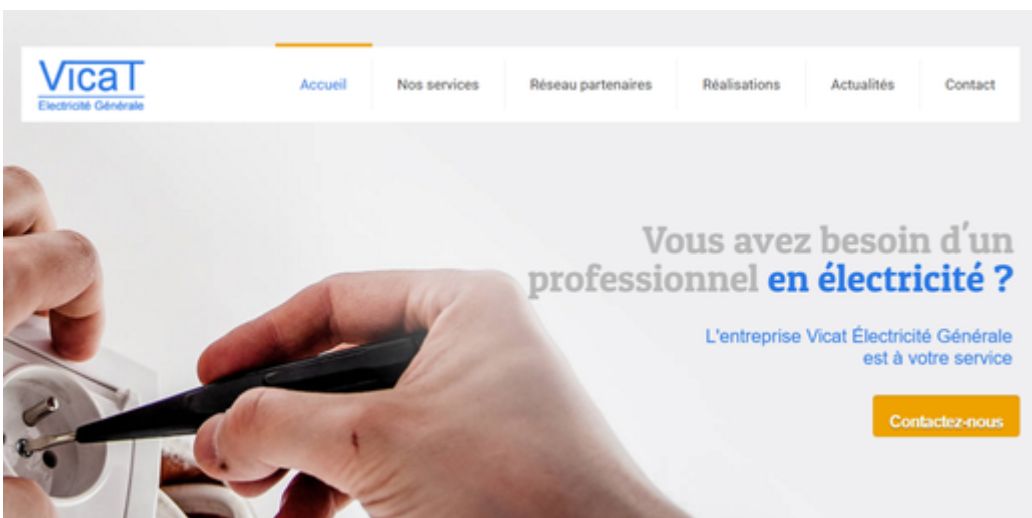 VicaT
Electricité Générale
Accueil
Nos services
Réseau partenaires
Réalisations
Actualités
Contact
Vous avez besoin d'un
professionnel en électricité ?
L'entreprise Vicat Électricité Générale
est à votre service
Contactez-nous